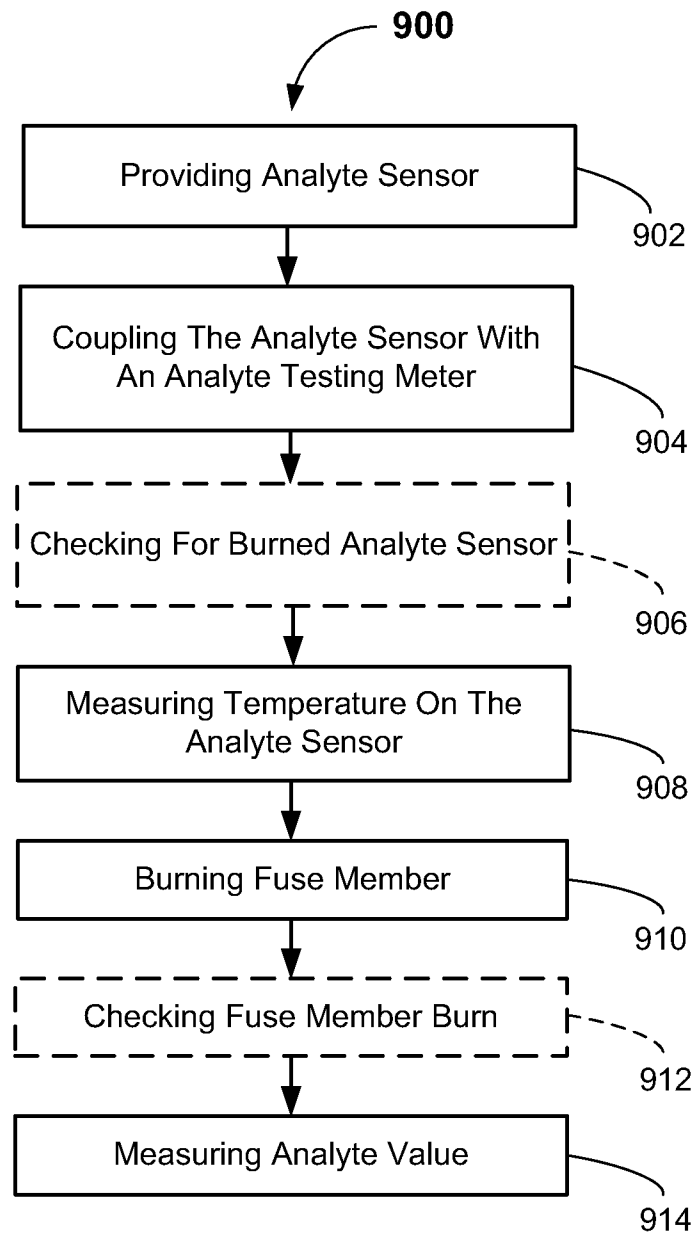 900
Providing Analyte Sensor
902
Coupling The Analyte Sensor With
An Analyte Testing Meter
904
Checking For Burned Analyte Sensor
906
Measuring Temperature On The
Analyte Sensor
908
Burning Fuse Member
910
Checking Fuse Member Burn
912
Measuring Analyte Value
914